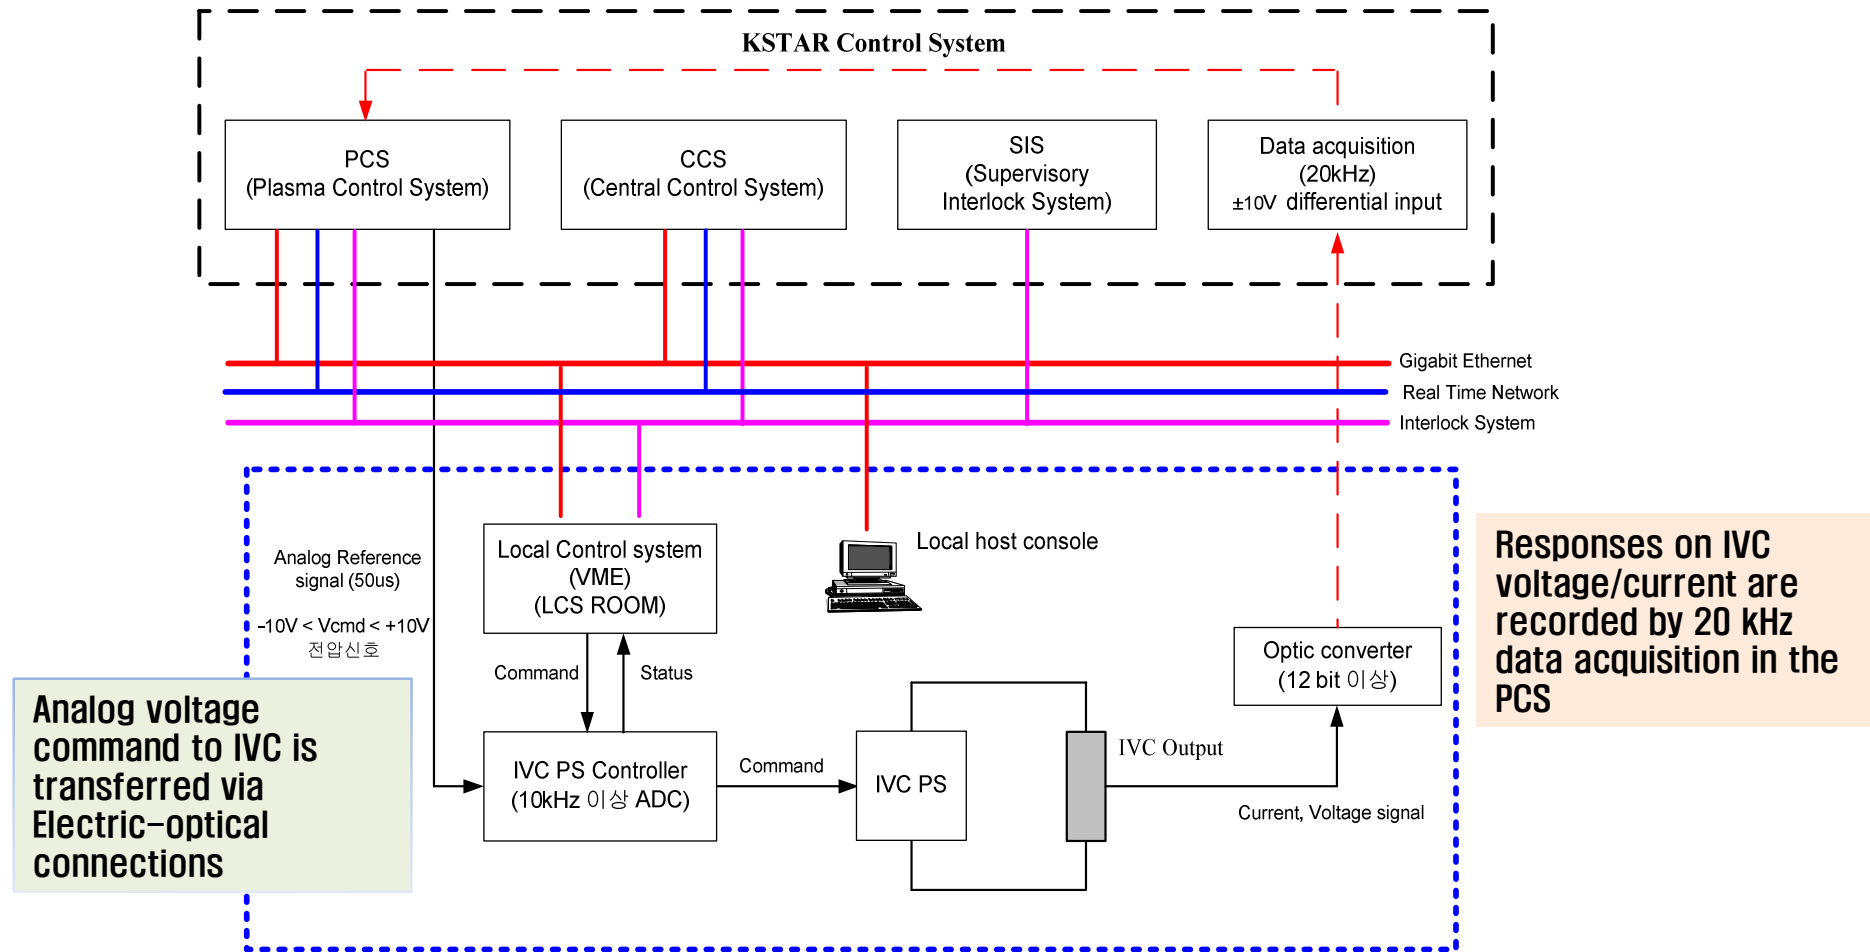 KSTAR Control System
PCS
(Plasma Control System)
CCS
(Central Control System)
SIS
(Supervisory
Interlock System)
Data acquisition
(20kHz)
±10V differential input
Gigabit Ethernet
Real Time Network
Interlock System
Analog Reference
signal (50us)
-10V < Vcmd < +10V
전압신호
Local Control system
(VME)
(LCS ROOM)
Local host console
Responses on IVC
voltage/current are
recorded by 20 kHz
data acquisition in the
PCS
Command
Status
Optic converter
(12 bit 이상)
Analog voltage
command to IVC is
transferred via
Electric-optical
connections
IVC PS Controller
(10kHz 이상 ADC)
Command
IVC PS
IVC Output
Current, Voltage signal